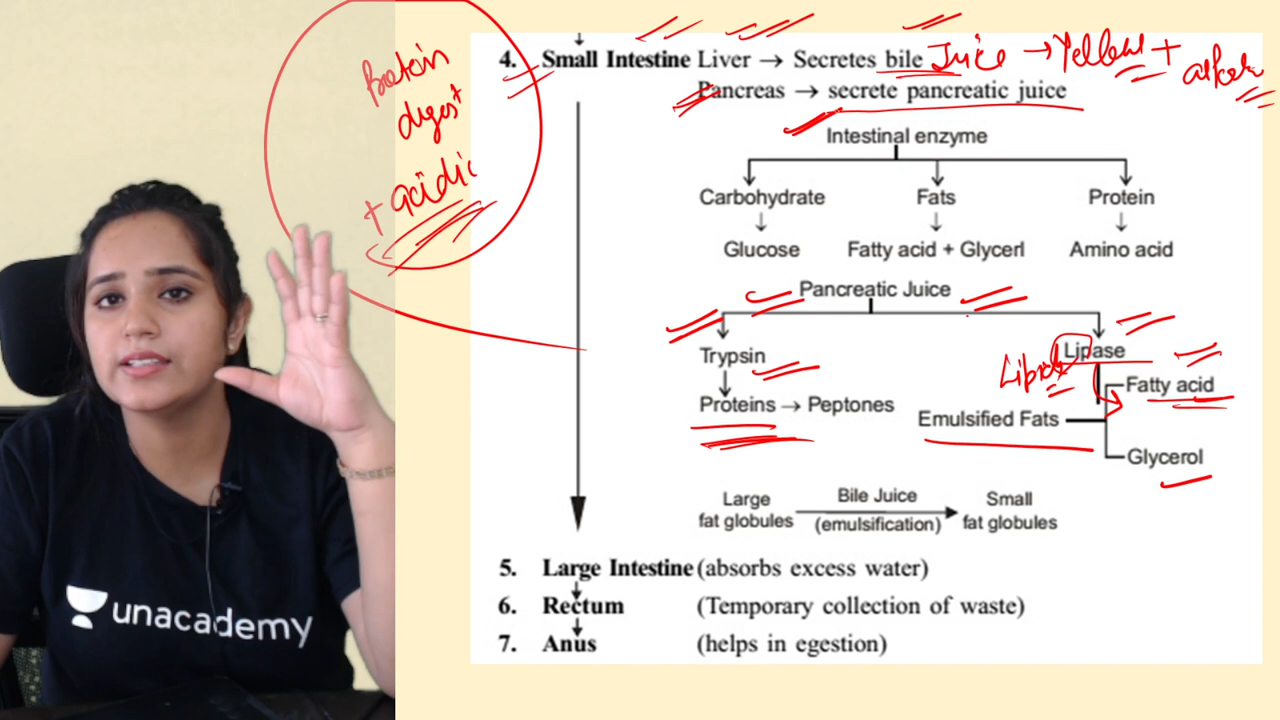 4. Small Intestine Liver → Secretes bile Juice → Yellow +
Pancreas → secrete pancreatic juice
digest
+ acidic
Intestinal enzyme
Carbohydrate Fats Protein
Glucose Fatty acid + Glycerl Amino acid
Pancreatic Juice
Trypsin Lipase
Proteins → Peptones
Fatty acid
Emulsified Fats
Glycerol
Large fat globules
Bile Juice
(emulsification)
Small fat globules
5. Large Intestine (absorbs excess water)
6. Rectum (Temporary collection of waste)
7. Anus (helps in egestion)
unacademy